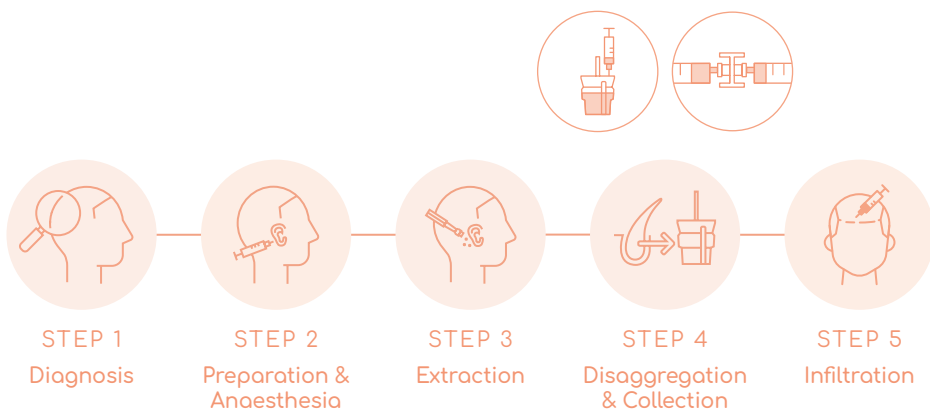 STEP 1
Diagnosis
STEP 2
Preparation &
Anaesthesia
STEP 3
Extraction
STEP 4
Disaggregation
& Collection
STEP 5
Infiltration